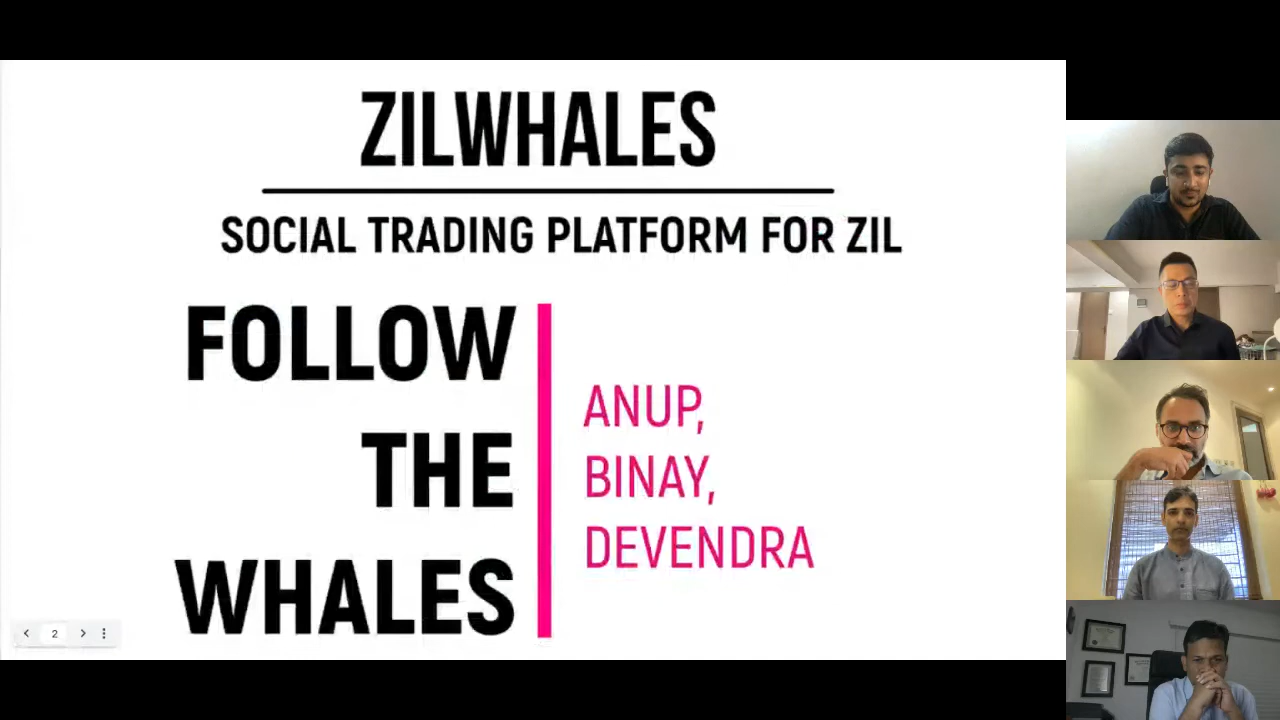 ZILWHALES
SOCIAL TRADING PLATFORM FOR ZIL
FOLLOW
THE
WHALES
ANUP,
BINAY,
DEVENDRA
2